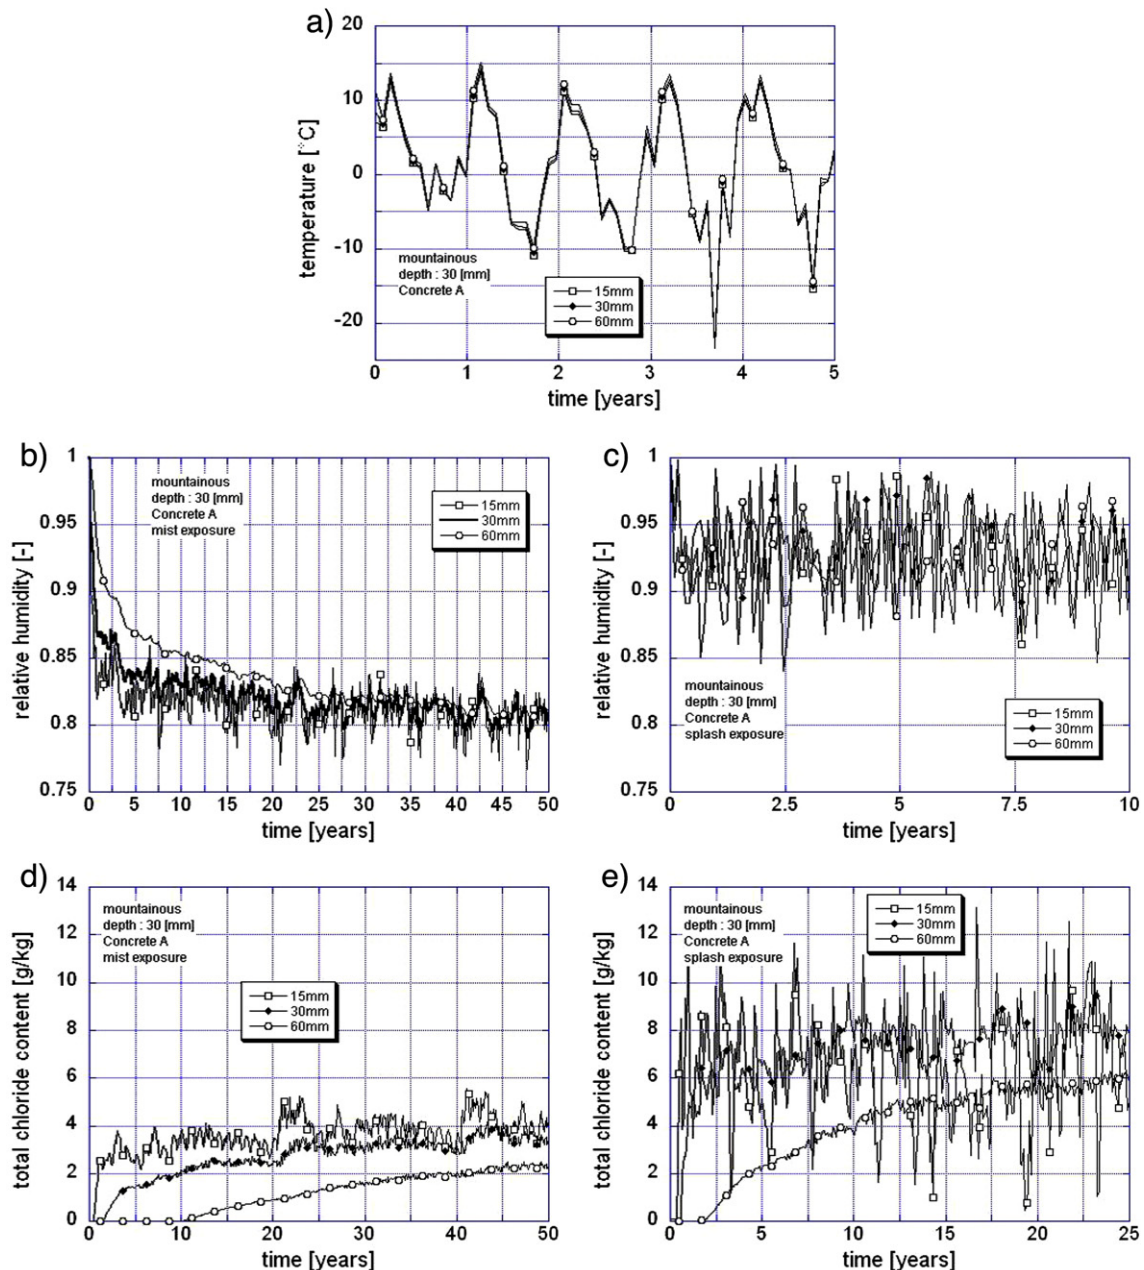 a)
20
10
0
-10
-20
temperature [°C]
mountainous
depth : 30 [mm]
Concrete A
15mm
30mm
60mm
0 1 2 3 4 5
time [years]
b)
1
0.95
0.9
0.85
0.8
0.75
relative humidity [-]
mountainous
depth : 30 [mm]
Concrete A
mist exposure
15mm
30mm
60mm
0 5 10 15 20 25 30 35 40 45 50
time [years]
c)
1
0.95
0.9
0.85
0.8
0.75
relative humidity [-]
mountainous
depth : 30 [mm]
Concrete A
splash exposure
15mm
30mm
60mm
0 2.5 5 7.5 10
time [years]
d)
14
12
10
8
6
4
2
0
total chloride content [g/kg]
mountainous
depth : 30 [mm]
Concrete A
mist exposure
15mm
30mm
60mm
0 5 10 15 20 25 30 35 40 45 50
time [years]
e)
14
12
10
8
6
4
2
0
total chloride content [g/kg]
mountainous
depth : 30 [mm]
Concrete A
splash exposure
15mm
30mm
60mm
0 5 10 15 20 25
time [years]